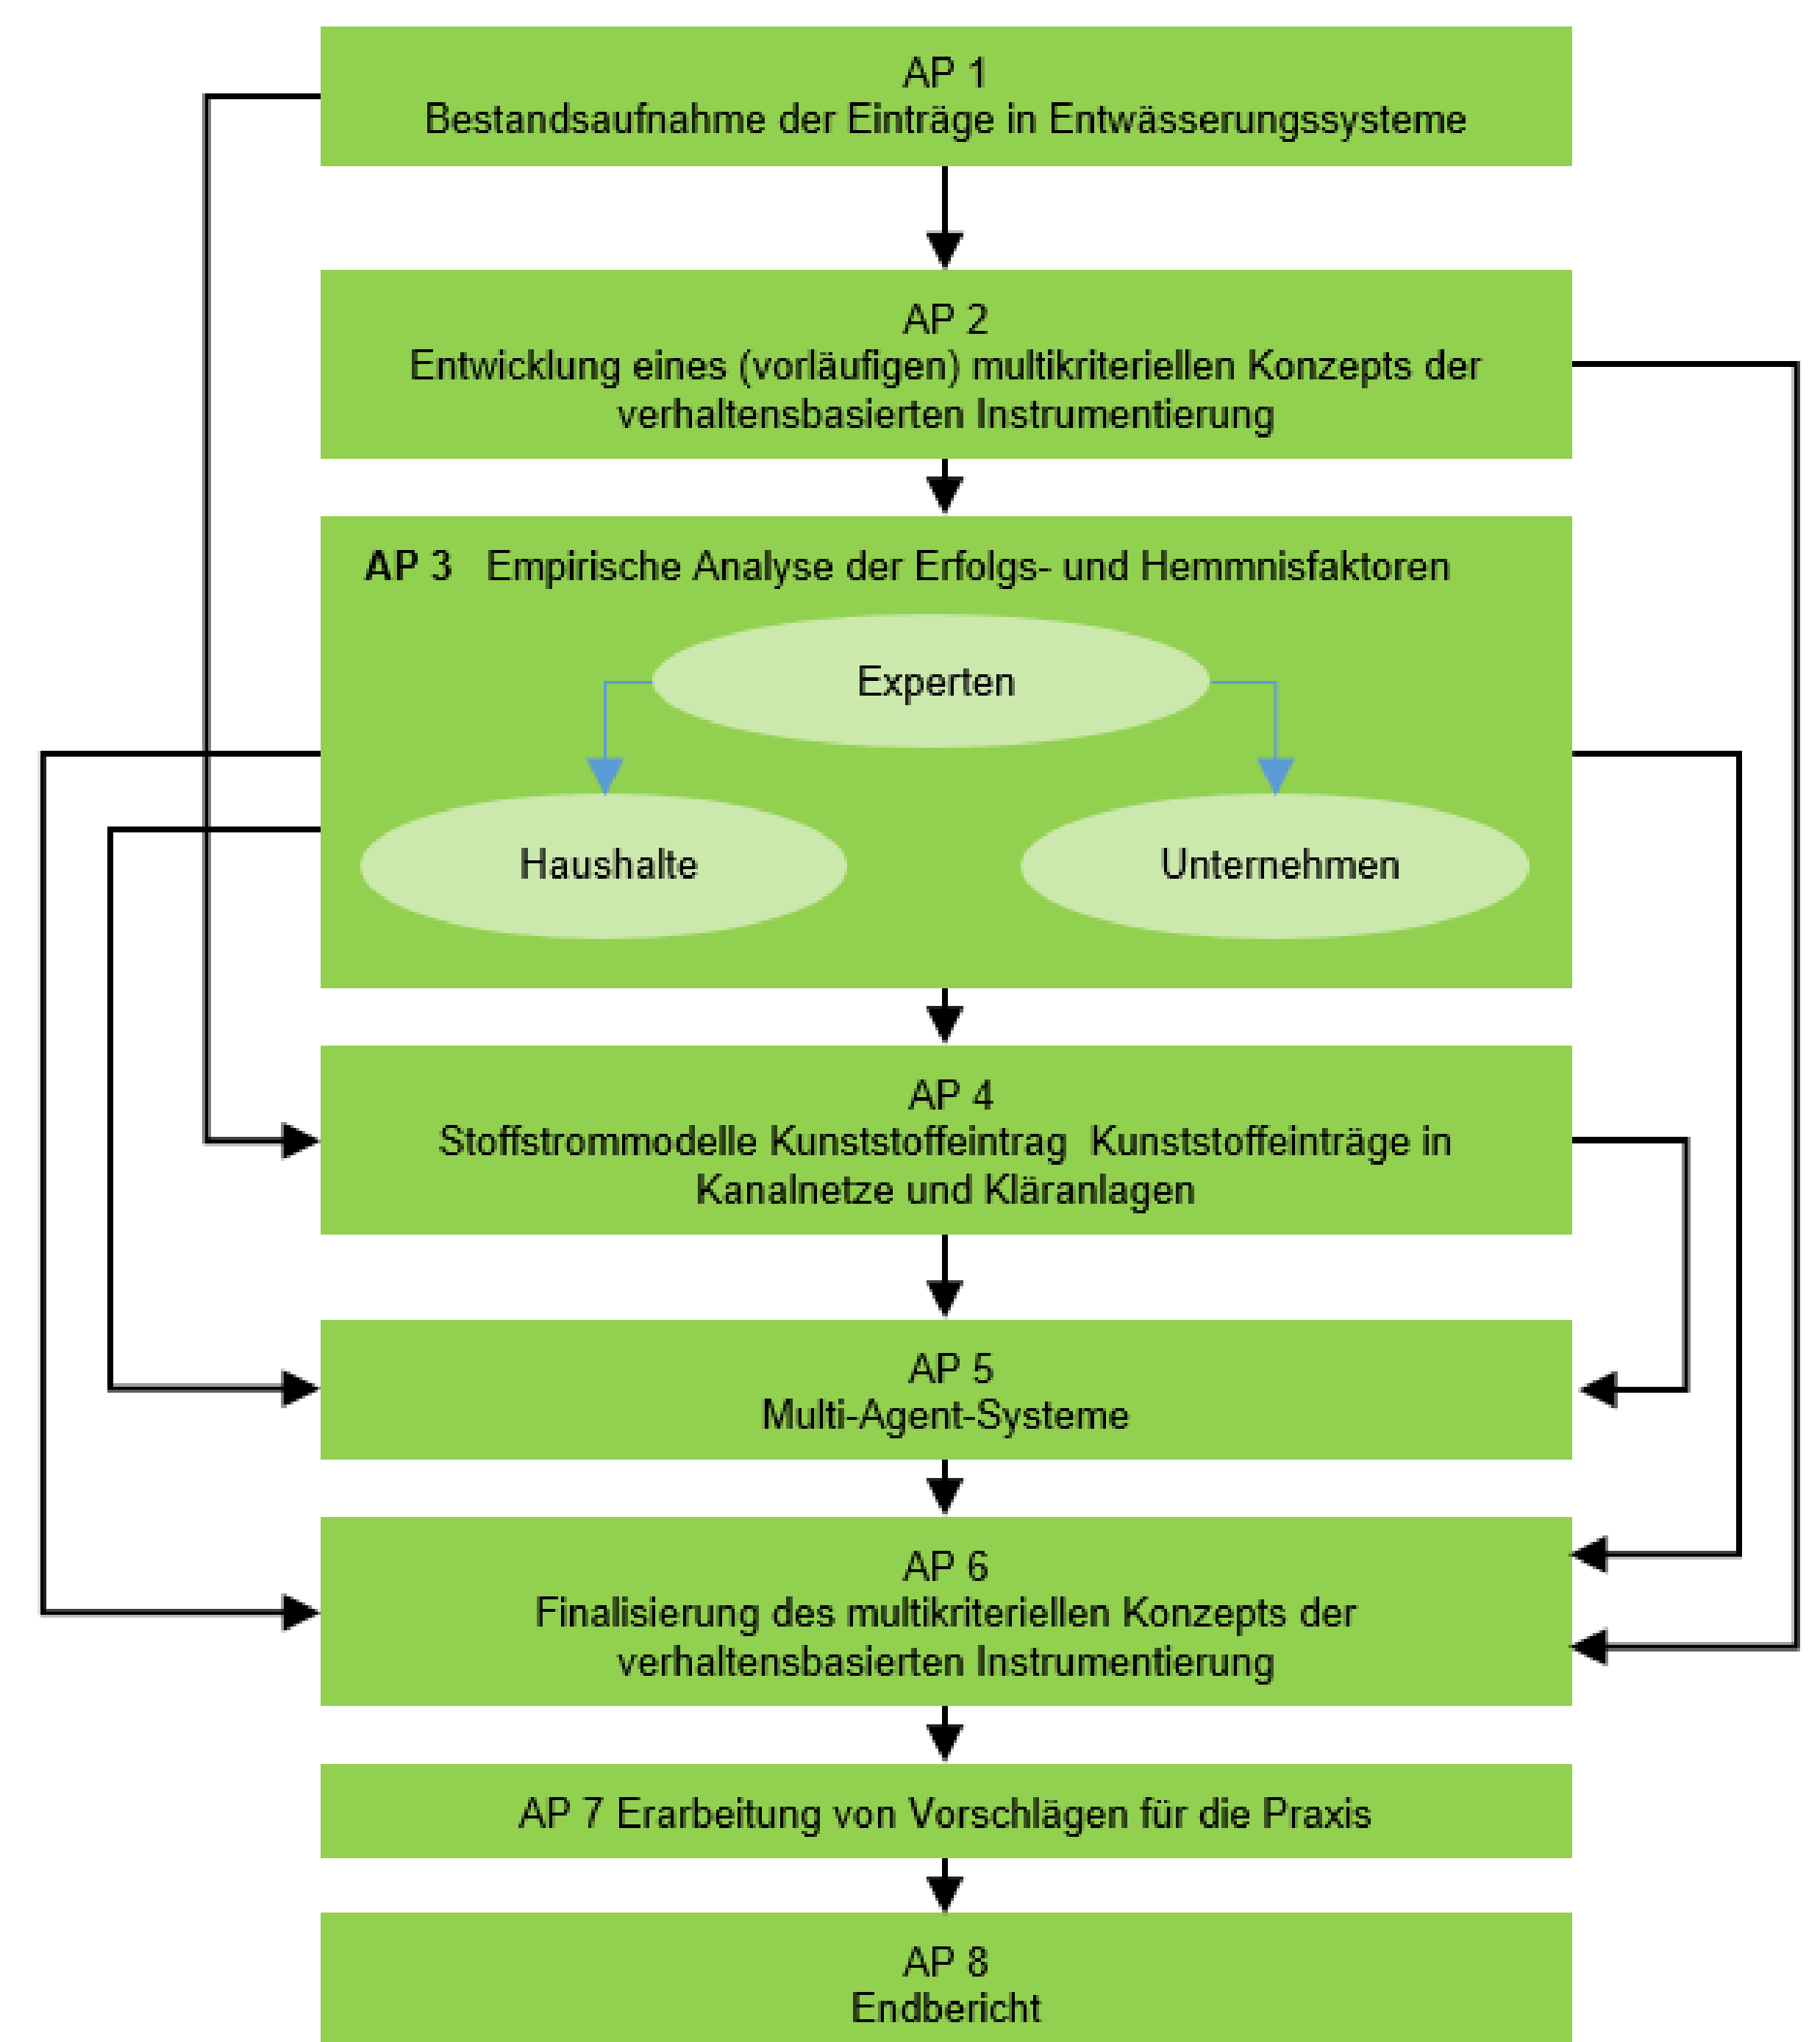 AP 1
Bestandsaufnahme der Einträge in Entwässerungssysteme
AP 2
Entwicklung eines (vorläufigen) multikriteriellen Konzepts der
verhaltensbasierten Instrumentierung
AP 3 Empirische Analyse der Erfolgs- und Hemmnisfaktoren
Experten
Haushalte
Unternehmen
AP 4
Stoffstrommodelle Kunststoffeintrag Kunststoffeinträge in
Kanalnetze und Kläranlagen
AP 5
Multi-Agent-Systeme
AP 6
Finalisierung des multikriteriellen Konzepts der
verhaltensbasierten Instrumentierung
AP 7 Erarbeitung von Vorschlägen für die Praxis
AP 8
Endbericht